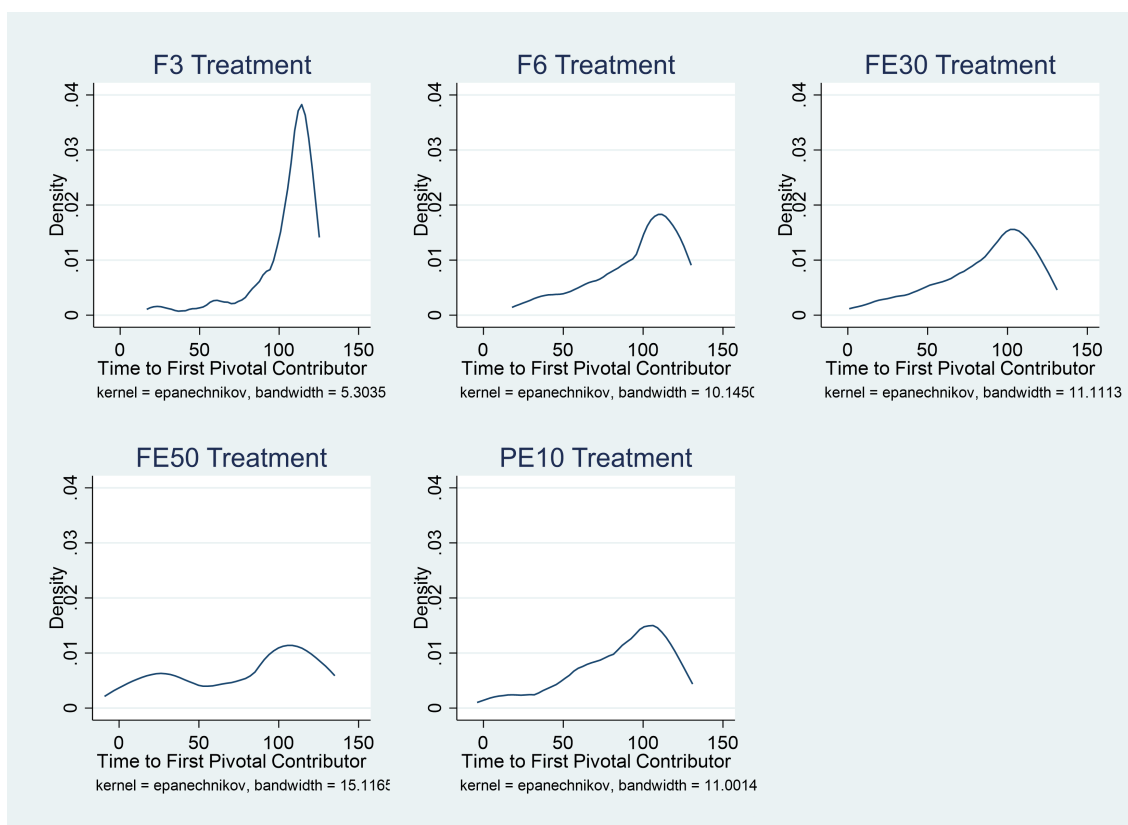 F3 Treatment
F6 Treatment
FE30 Treatment
Density
0 .01 .02 .03 .04
0 50 100 150
Time to First Pivotal Contributor
kernel = epanechnikov, bandwidth = 5.3035
Density
0 .01 .02 .03 .04
0 50 100 150
Time to First Pivotal Contributor
kernel = epanechnikov, bandwidth = 10.1450
Density
0 .01 .02 .03 .04
0 50 100 150
Time to First Pivotal Contributor
kernel = epanechnikov, bandwidth = 11.1113
FE50 Treatment
PE10 Treatment
Density
0 .01 .02 .03 .04
0 50 100 150
Time to First Pivotal Contributor
kernel = epanechnikov, bandwidth = 15.1165
Density
0 .01 .02 .03 .04
0 50 100 150
Time to First Pivotal Contributor
kernel = epanechnikov, bandwidth = 11.0014